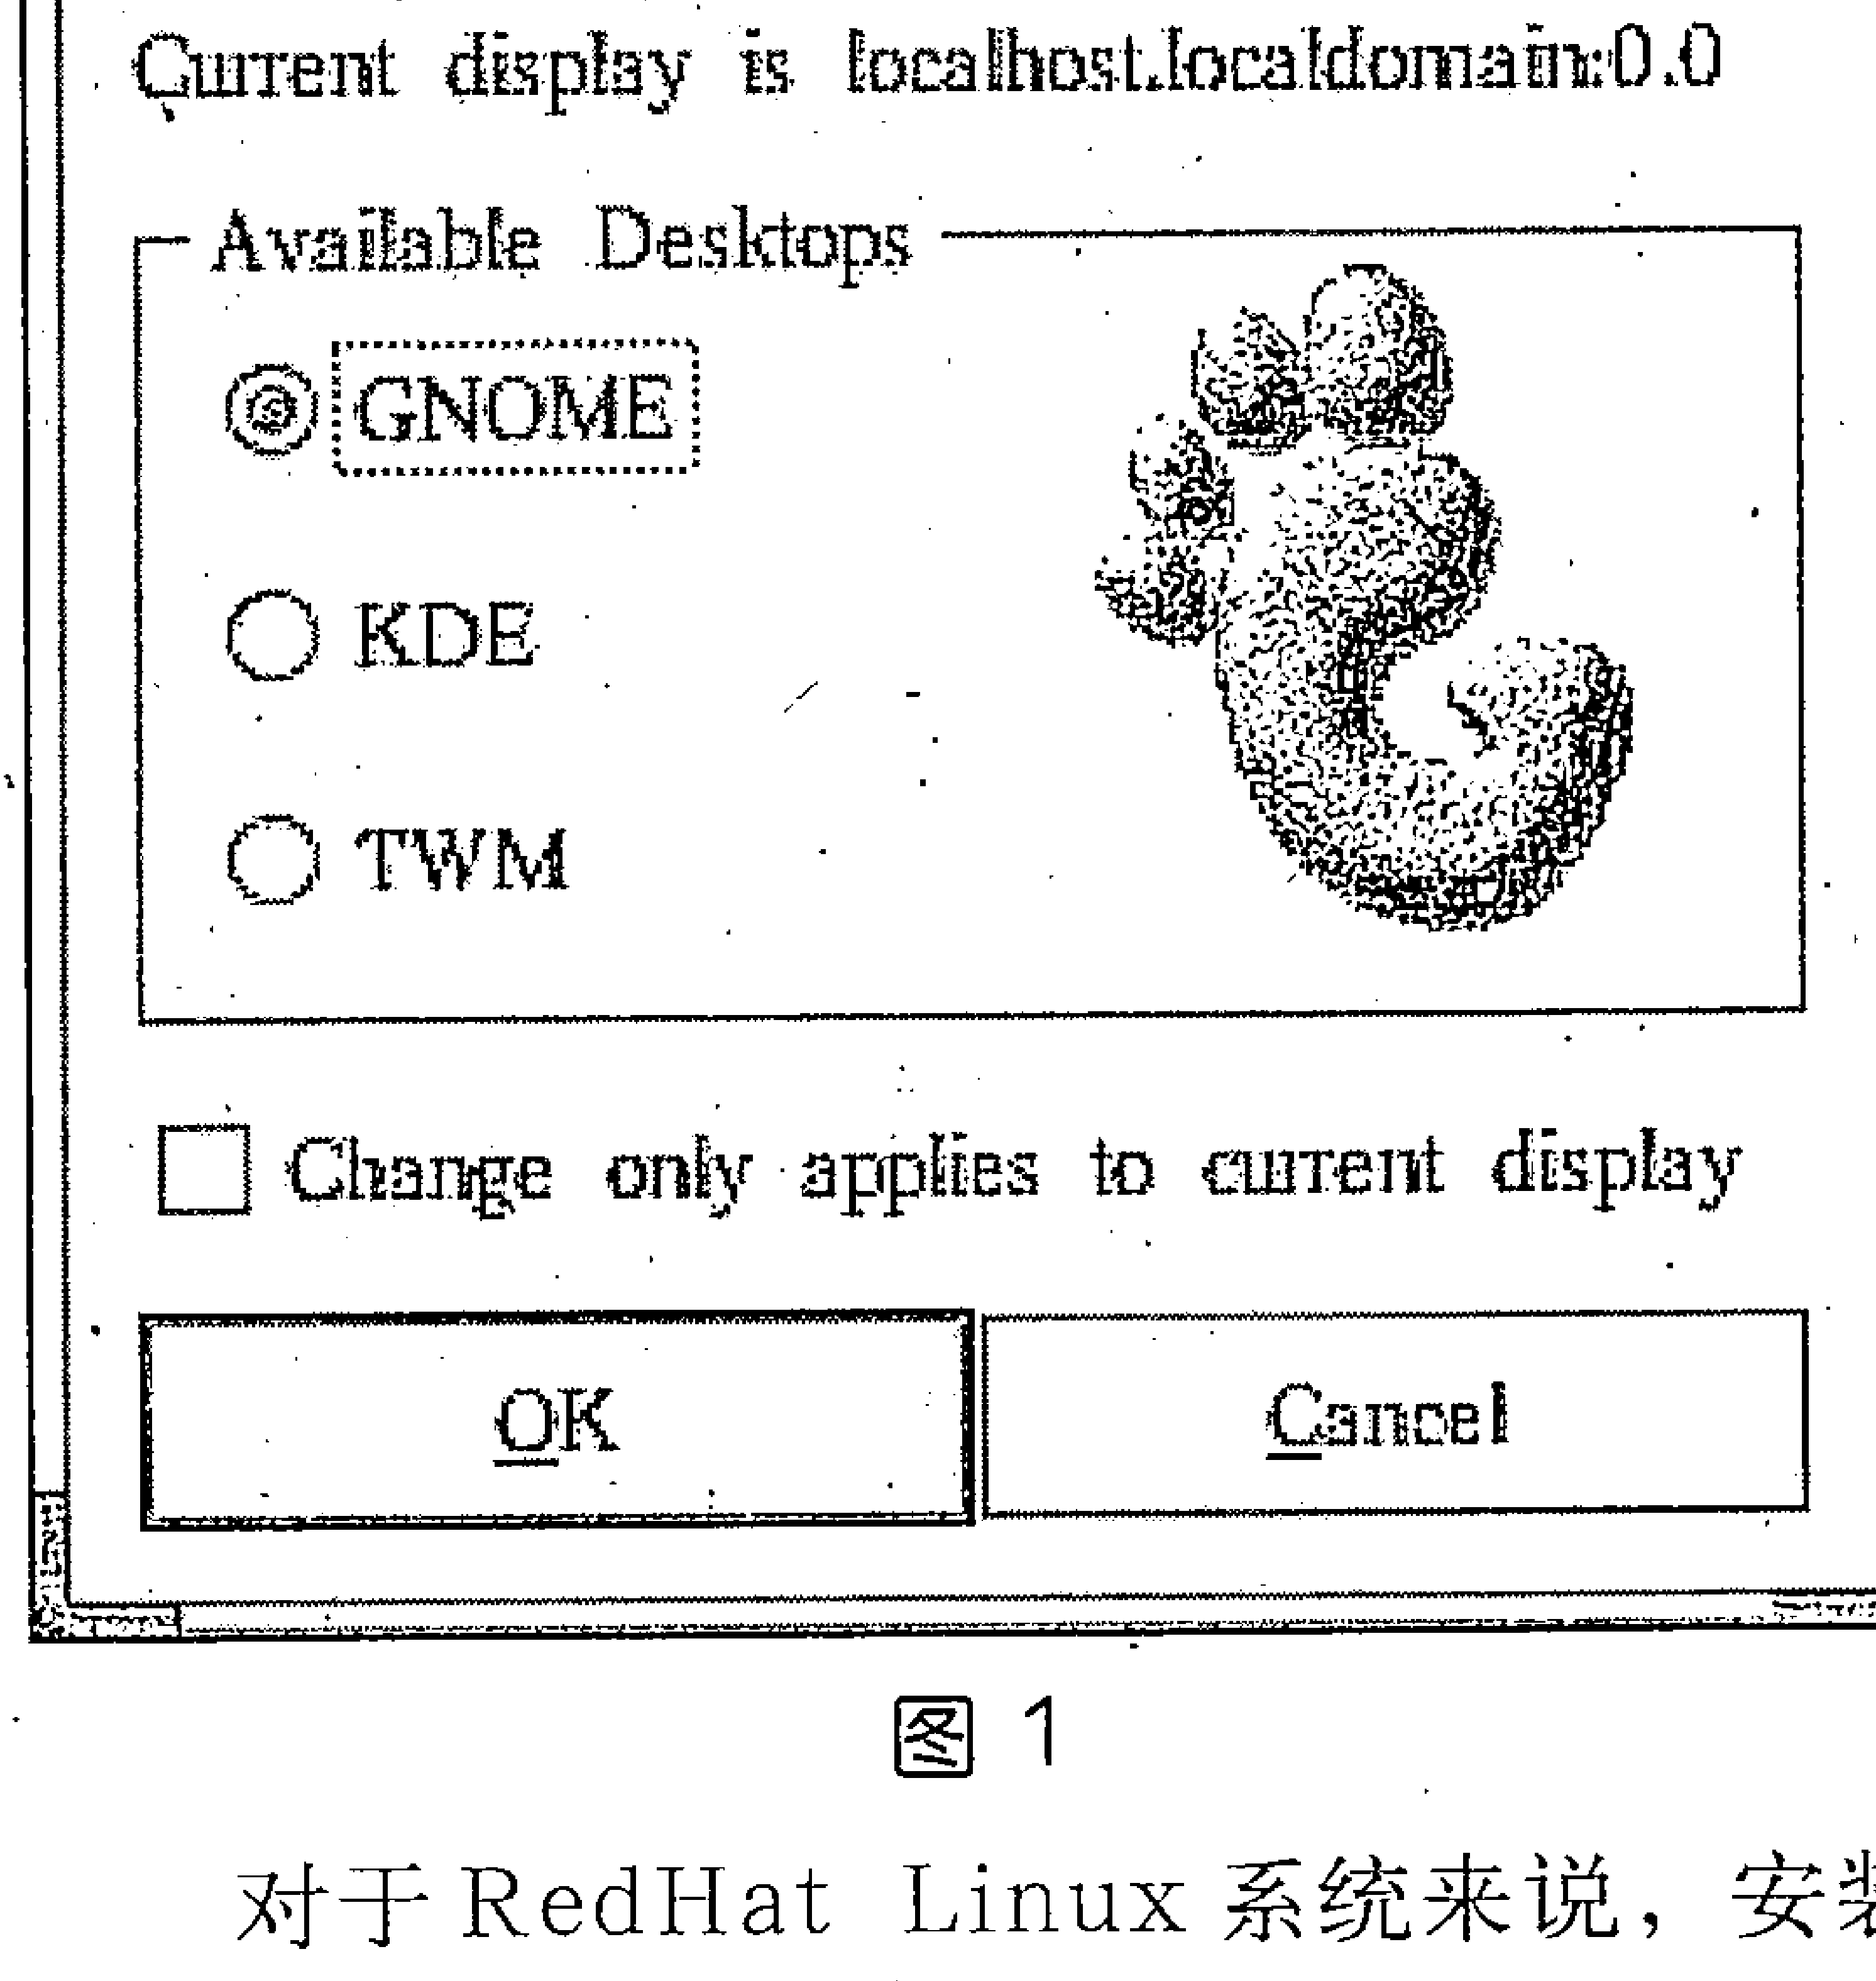 Current display is localhost.localdomain:0.0
Available Desktops
GNOME
KDE
TWM
Change only applies to current display
OK
Cancel
图 1
对于 RedHat Linux 系统来说，安装